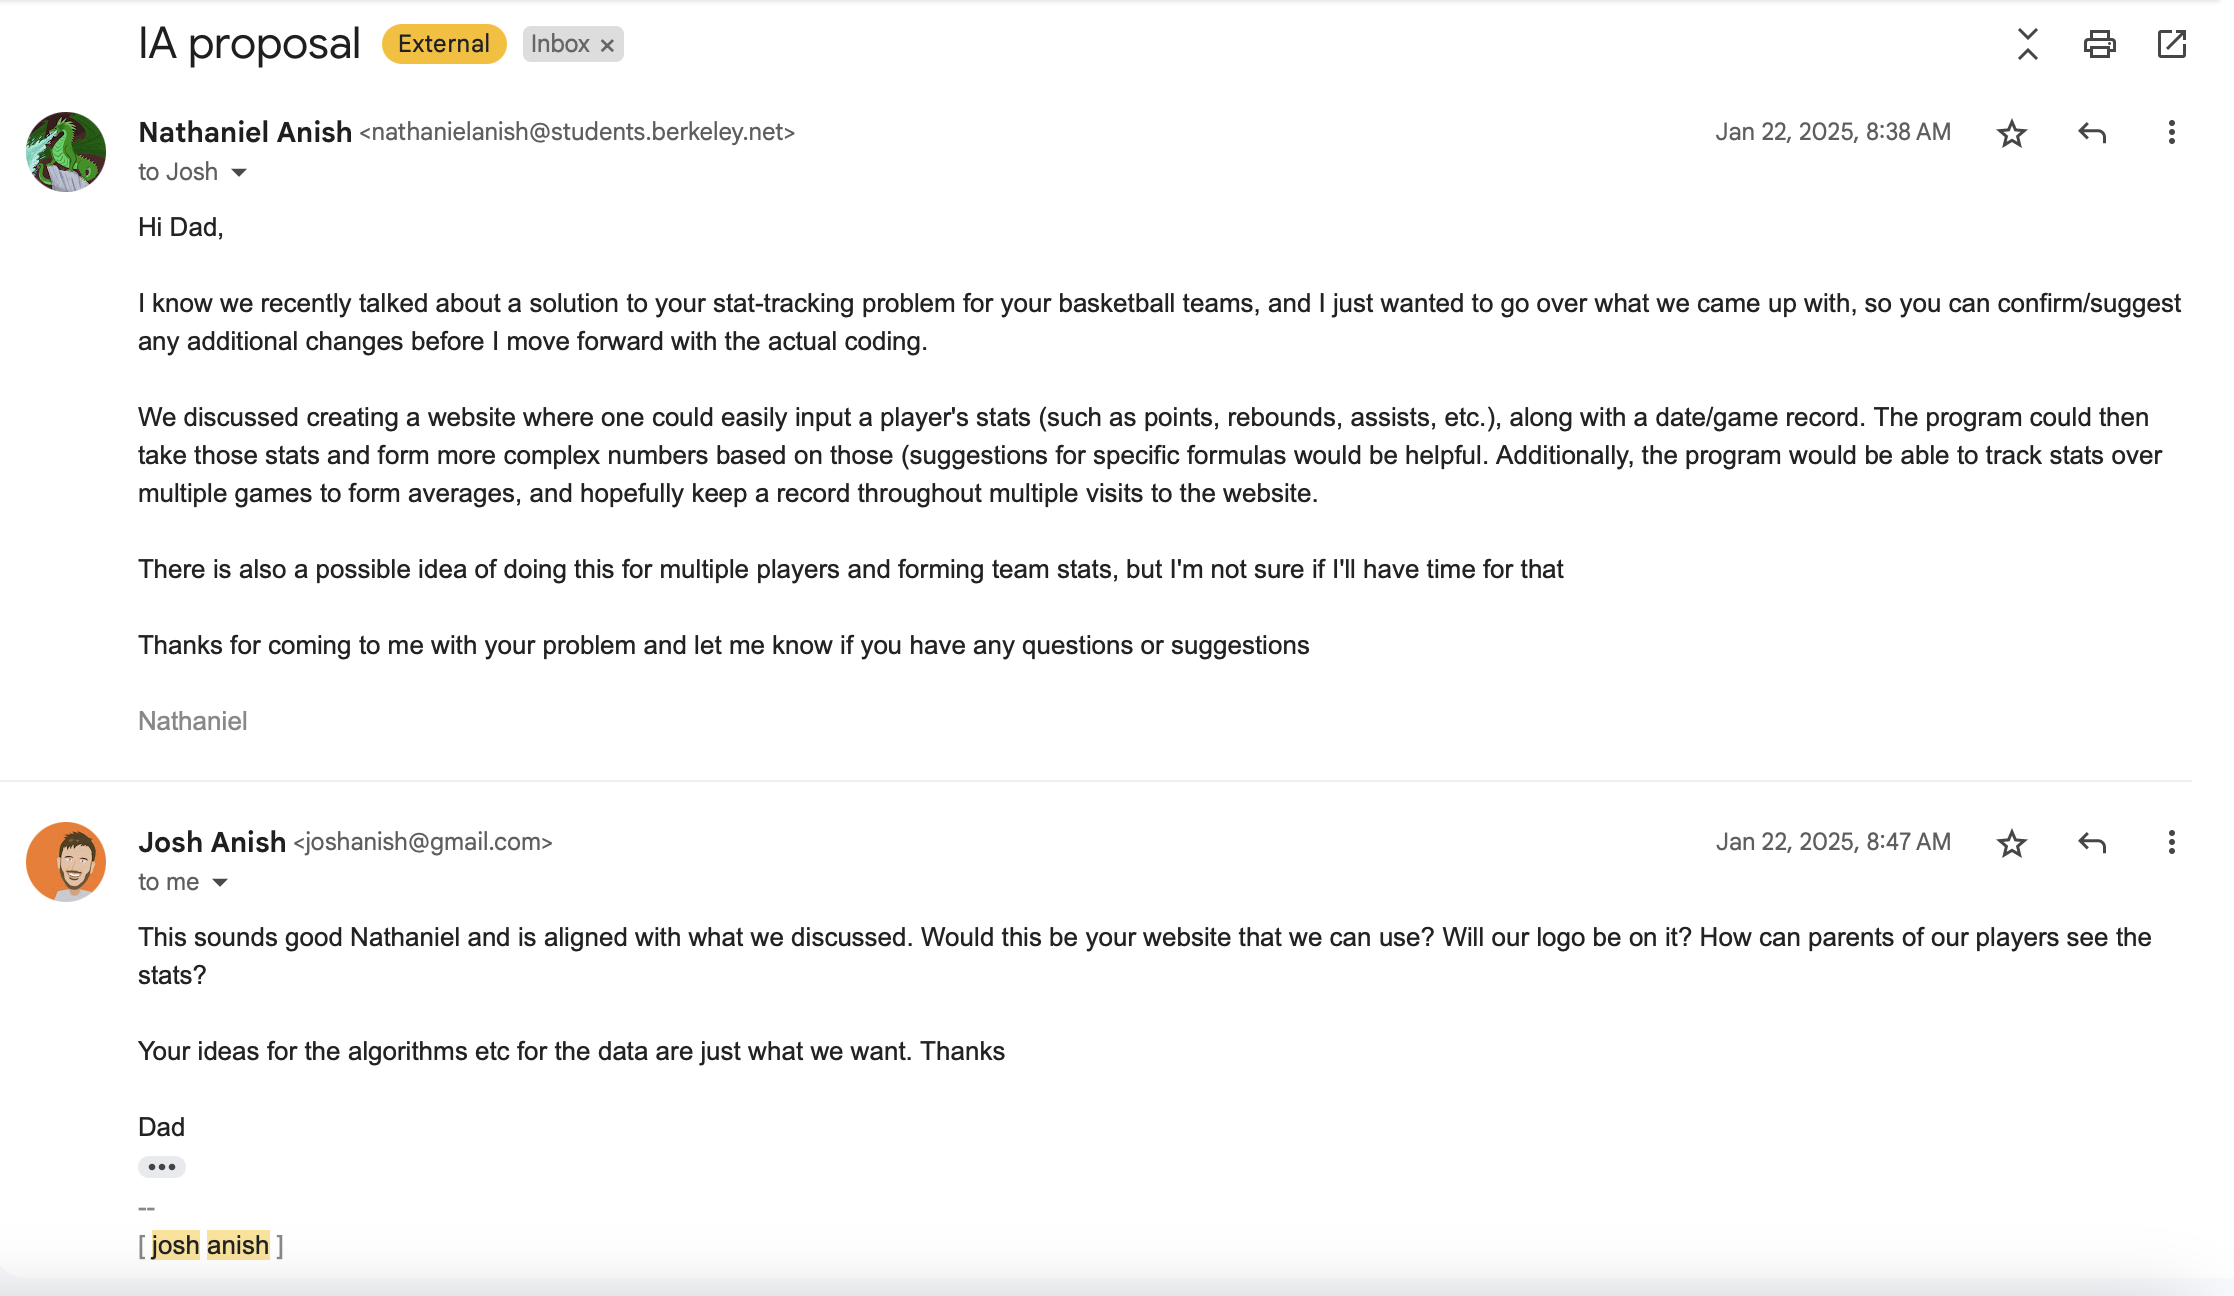 IA proposal External Inbox ×
Nathaniel Anish <nathanielanish@students.berkeley.net> Jan 22, 2025, 8:38 AM
to Josh
Hi Dad,
I know we recently talked about a solution to your stat-tracking problem for your basketball teams, and I just wanted to go over what we came up with, so you can confirm/suggest
any additional changes before I move forward with the actual coding.
We discussed creating a website where one could easily input a player's stats (such as points, rebounds, assists, etc.), along with a date/game record. The program could then
take those stats and form more complex numbers based on those (suggestions for specific formulas would be helpful. Additionally, the program would be able to track stats over
multiple games to form averages, and hopefully keep a record throughout multiple visits to the website.
There is also a possible idea of doing this for multiple players and forming team stats, but I'm not sure if I'll have time for that
Thanks for coming to me with your problem and let me know if you have any questions or suggestions
Nathaniel
Josh Anish <joshanish@gmail.com> Jan 22, 2025, 8:47 AM
to me
This sounds good Nathaniel and is aligned with what we discussed. Would this be your website that we can use? Will our logo be on it? How can parents of our players see the
stats?
Your ideas for the algorithms etc for the data are just what we want. Thanks
Dad
•••
--
[ josh anish ]